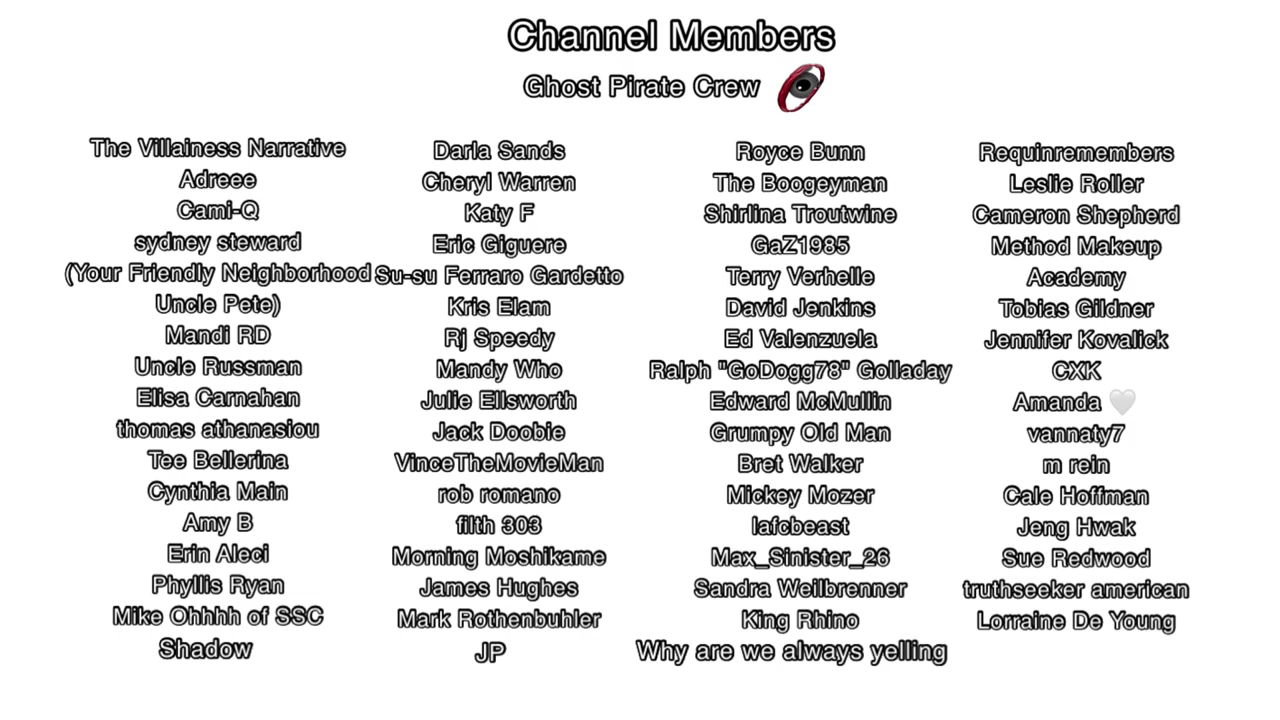 Channel Members
Ghost Pirate Crew
The Villainess Narrative
Adreee
Cami-Q
sydney steward
(Your Friendly Neighborhood
Uncle Pete)
Mandi RD
Uncle Russman
Elisa Carnahan
thomas athanasiou
Tee Bellerina
Cynthia Main
Amy B
Erin Aleci
Phyllis Ryan
Mike Ohhhh of SSC
Shadow
Darla Sands
Cheryl Warren
Katy F
Eric Giguere
Su-su Ferraro Gardetto
Kris Elam
Rj Speedy
Mandy Who
Julie Ellsworth
Jack Doobie
VinceTheMovieMan
rob romano
filth 303
Morning Moshikame
James Hughes
Mark Rothenbuhler
JP
Royce Bunn
The Boogeyman
Shirlina Troutwine
GaZ1985
Terry Verhelle
David Jenkins
Ed Valenzuela
Ralph "GoDogg78" Golladay
Edward McMullin
Grumpy Old Man
Bret Walker
Mickey Mozer
lafcbeast
Max_Sinister_26
Sandra Weilbrenner
King Rhino
Why are we always yelling
Requinremembers
Leslie Roller
Cameron Shepherd
Method Makeup
Academy
Tobias Gildner
Jennifer Kovalick
CXK
Amanda 🤍
vannaty7
m rein
Cale Hoffman
Jeng Hwak
Sue Redwood
truthseeker american
Lorraine De Young